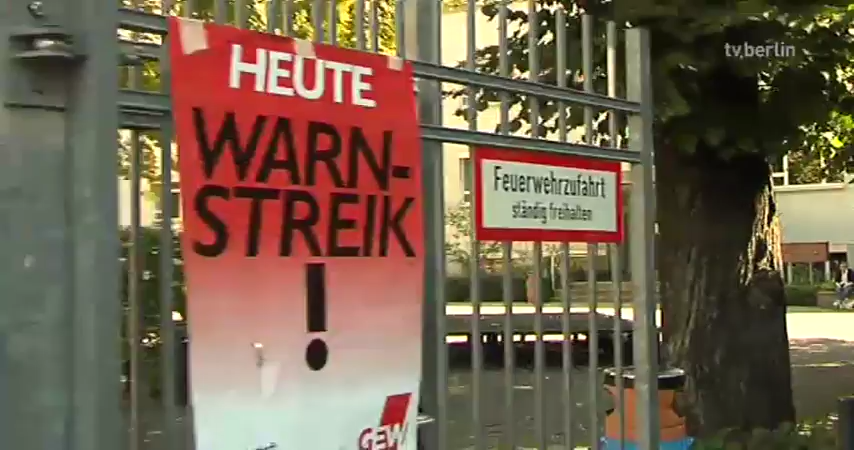 tv.berlin
HEUTE
WARN-
STREIK
!
Feuerwehrzufahrt
ständig freihalten
GEW